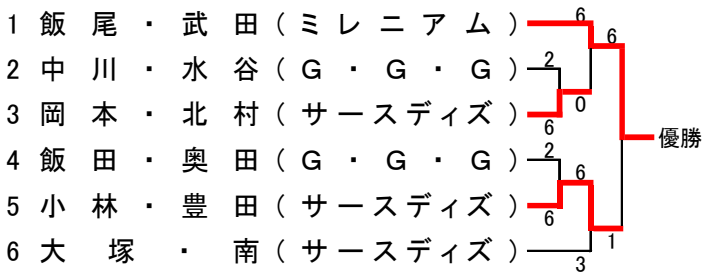 1 飯尾・武田(ミレニアム) 6 6
2 中川・水谷(G・G・G) 2
3 岡本・北村(サースディズ) 6 0
優勝
4 飯田・奥田(G・G・G) 2
5 小林・豊田(サースディズ) 6 6
6 大塚・南(サースディズ) 3 1